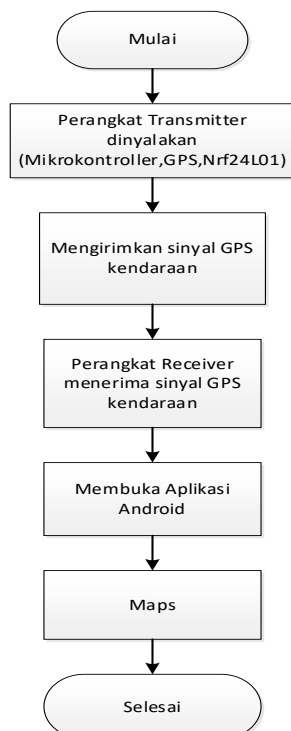 Mulai
Perangkat Transmitter
dinyalakan
(Mikrokontroller,GPS,Nrf24L01)
Mengirimkan sinyal GPS
kendaraan
Perangkat Receiver
menerima sinyal GPS
kendaraan
Membuka Aplikasi
Android
Maps
Selesai